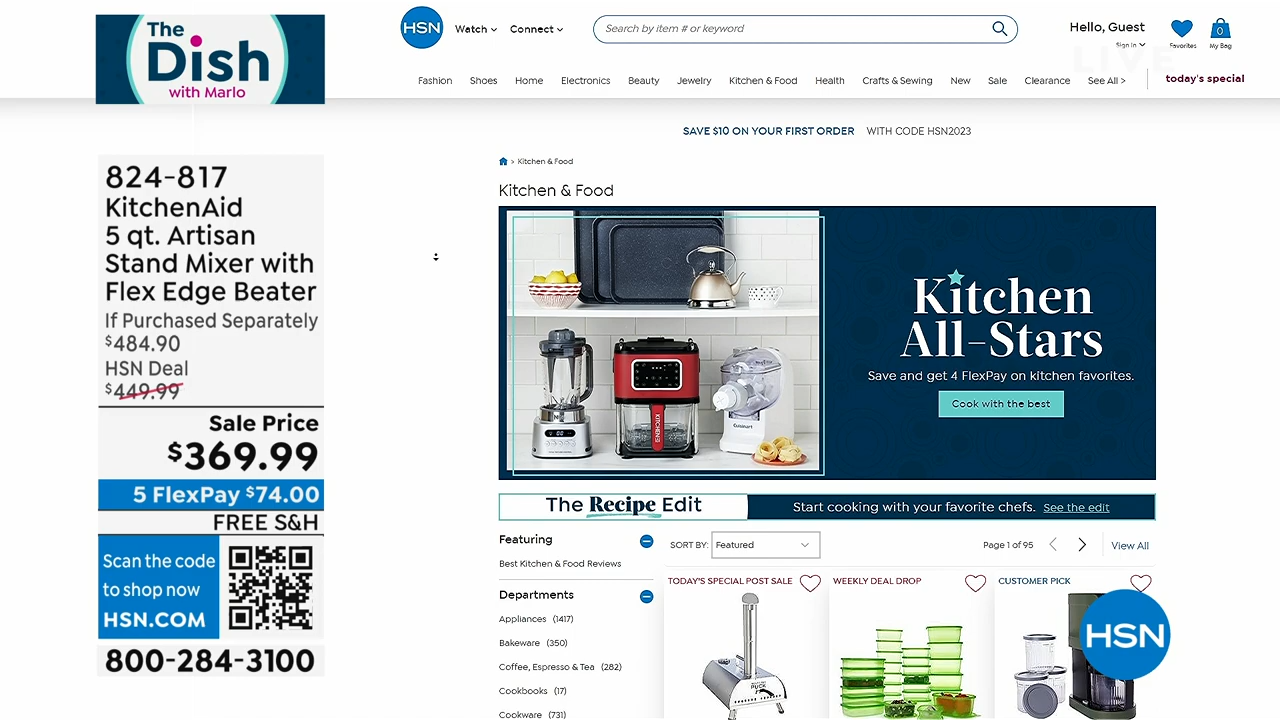 The
Dish
with Marlo
824-817
KitchenAid
5 qt. Artisan
Stand Mixer with
Flex Edge Beater
If Purchased Separately
$484.90
HSN Deal
$449.99
Sale Price
$369.99
5 FlexPay $74.00
FREE S&H
Scan the code
to shop now
HSN.COM
800-284-3100
HSN
Watch
Connect
Search by item # or keyword
Hello, Guest
Sign In
Favorites
0
My Bag
LIVE
Fashion Shoes Home Electronics Beauty Jewelry Kitchen & Food Health Crafts & Sewing New Sale Clearance See All >
today's special
SAVE $10 ON YOUR FIRST ORDER WITH CODE HSN2023
> Kitchen & Food
Kitchen & Food
Kitchen
All-Stars
Save and get 4 FlexPay on kitchen favorites.
Cook with the best
Cuisinart
The Recipe Edit
Start cooking with your favorite chefs. See the edit
Featuring
Best Kitchen & Food Reviews
Departments
Appliances (1417)
Bakeware (350)
Coffee, Espresso & Tea (282)
Cookbooks (17)
Cookware (731)
SORT BY: Featured
Page 1 of 95
View All
TODAY'S SPECIAL POST SALE
WEEKLY DEAL DROP
CUSTOMER PICK
HSN